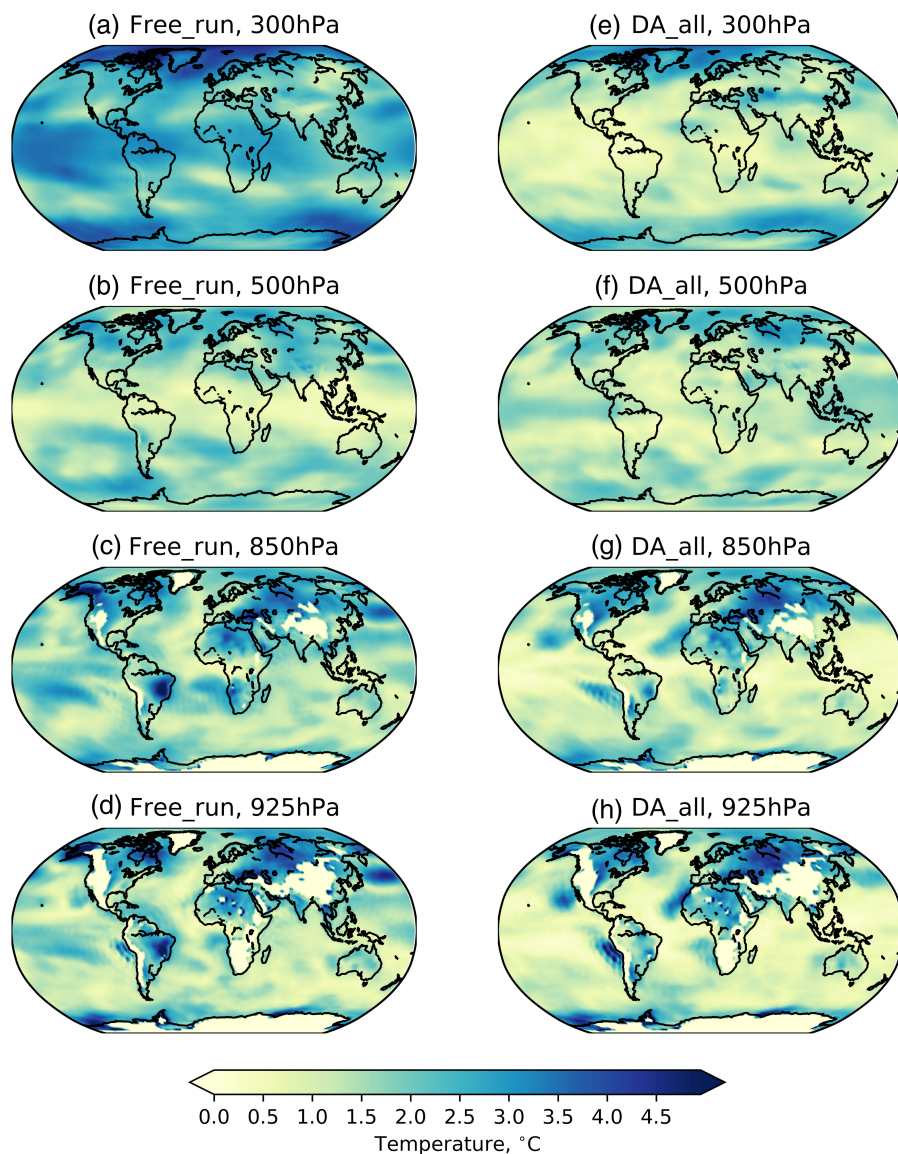 (a) Free_run, 300hPa
(e) DA_all, 300hPa
(b) Free_run, 500hPa
(f) DA_all, 500hPa
(c) Free_run, 850hPa
(g) DA_all, 850hPa
(d) Free_run, 925hPa
(h) DA_all, 925hPa
0.0 0.5 1.0 1.5 2.0 2.5 3.0 3.5 4.0 4.5
Temperature, °C